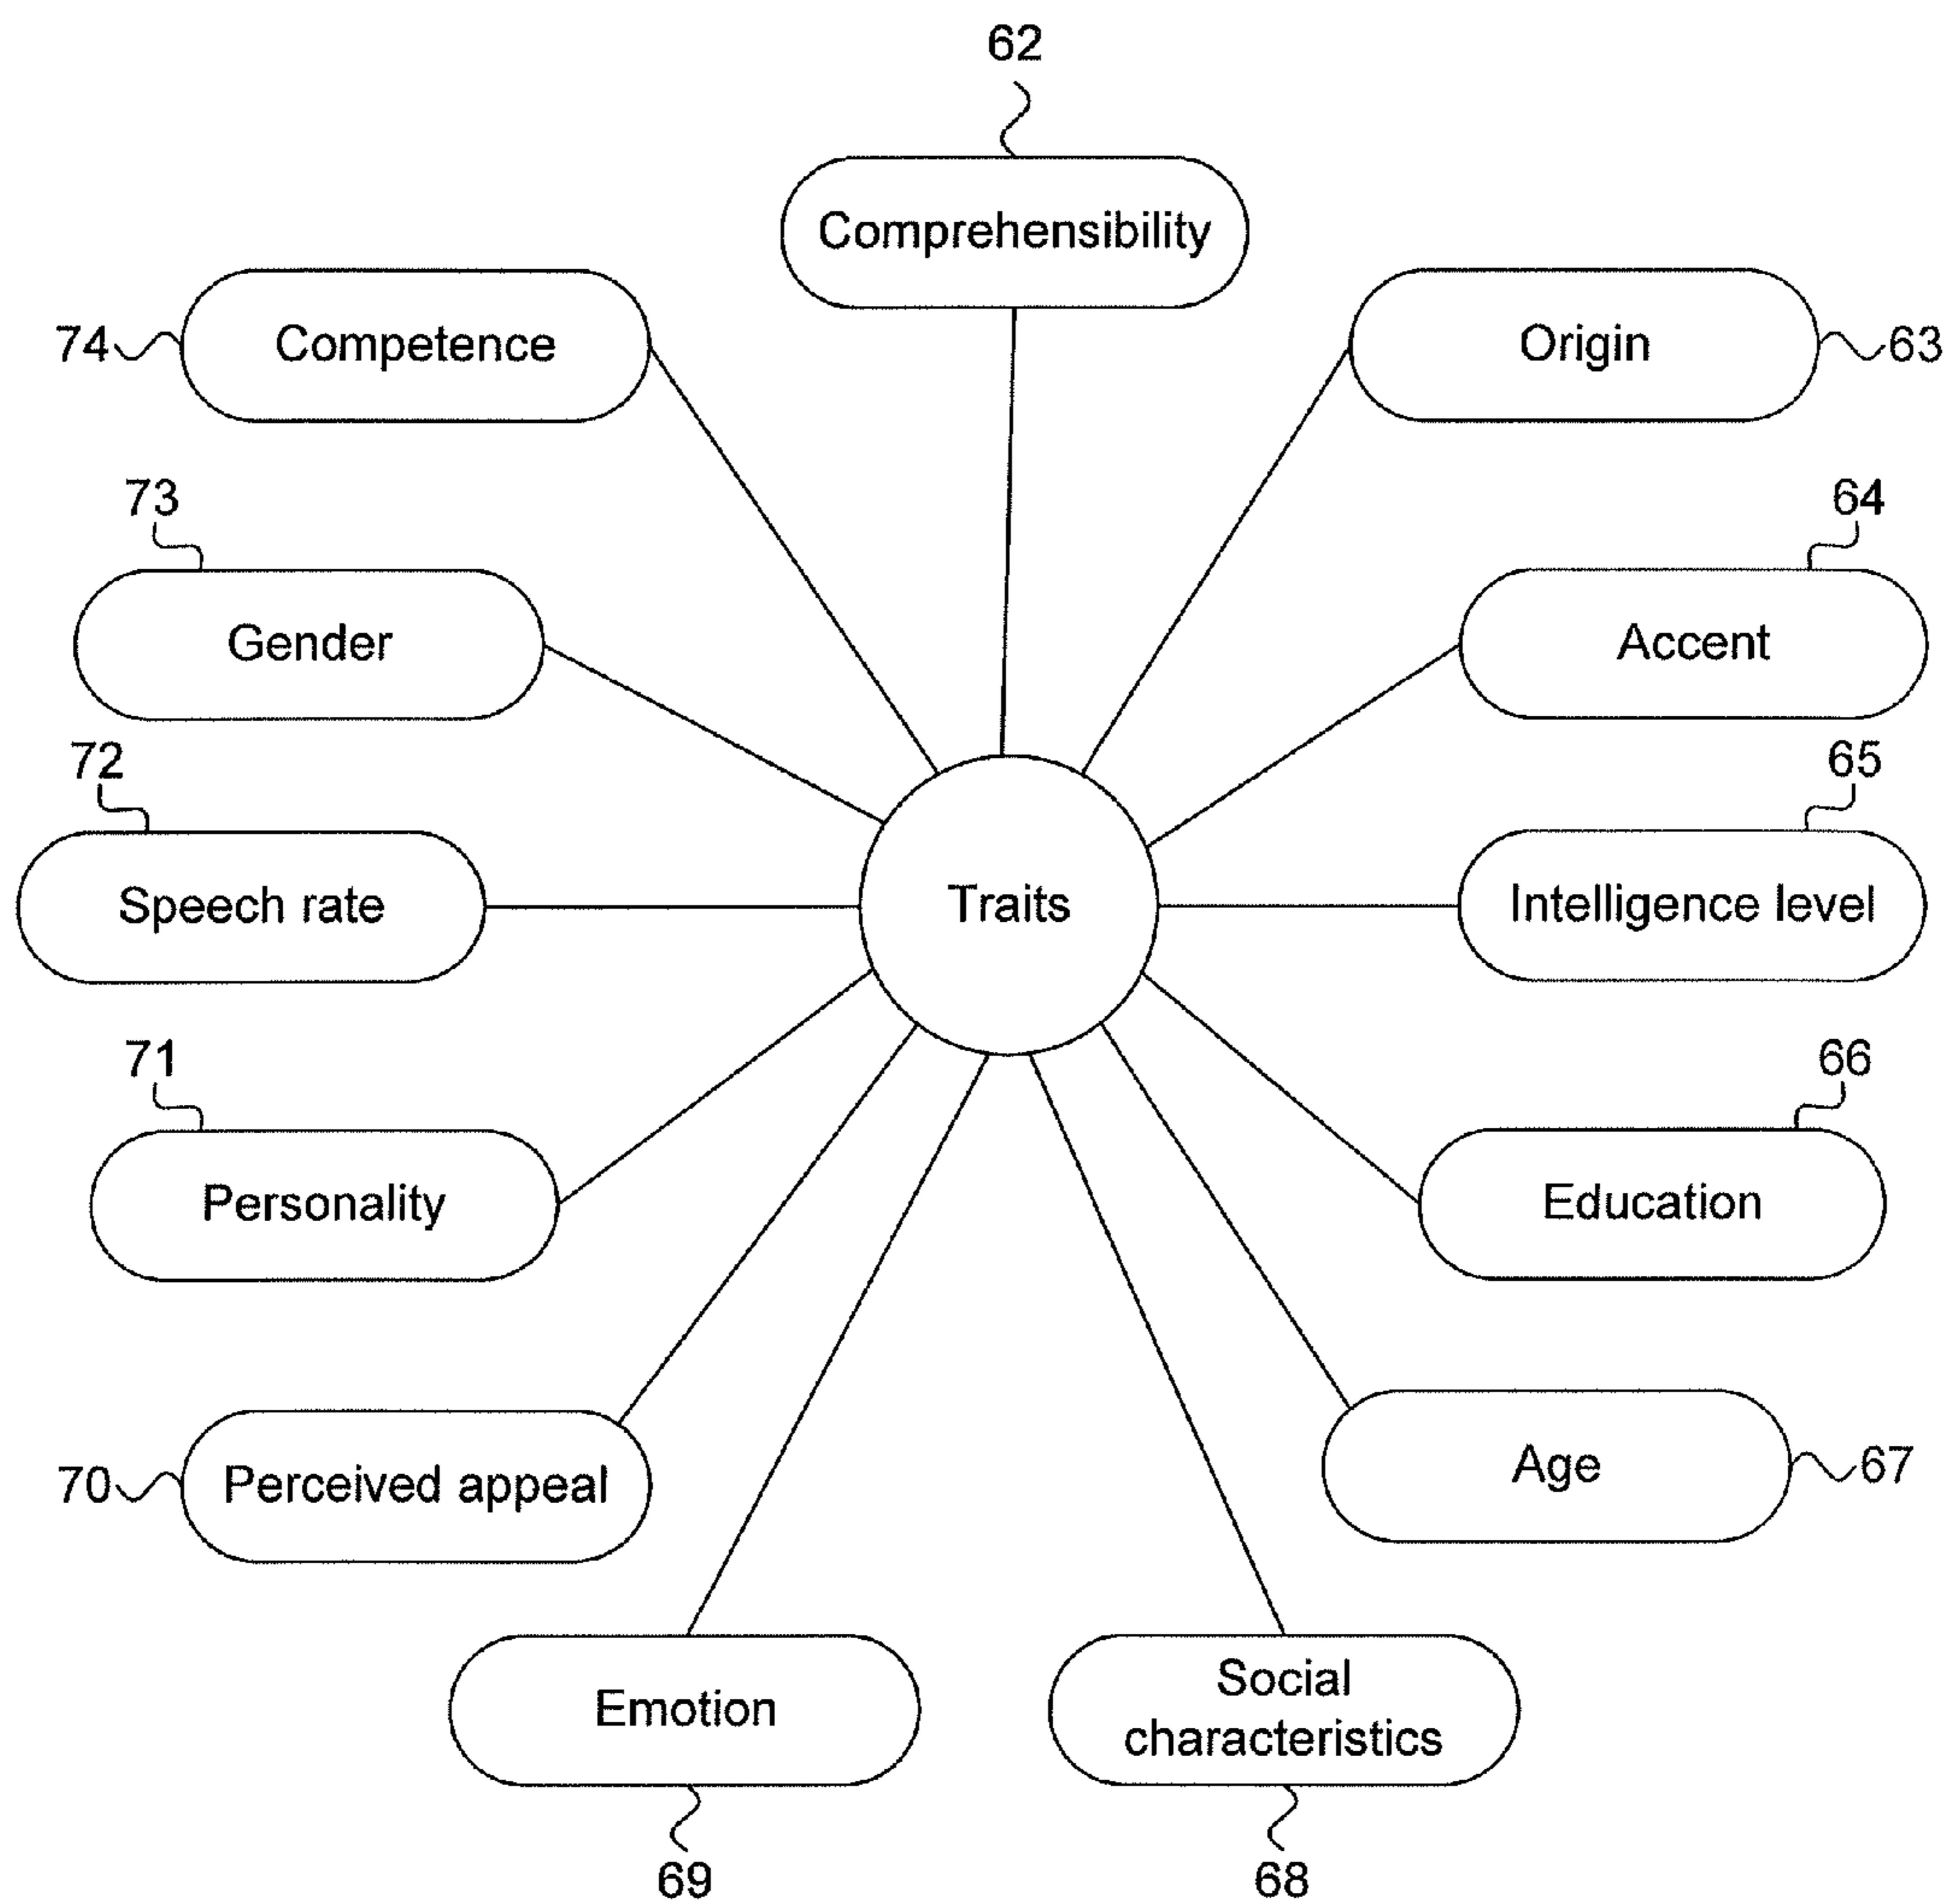 62
Comprehensibility
74
Competence
Origin
63
73
64
Gender
Accent
72
65
Speech rate
Traits
Intelligence level
71
66
Personality
Education
70
Perceived appeal
Age
67
Emotion
Social
characteristics
69
68